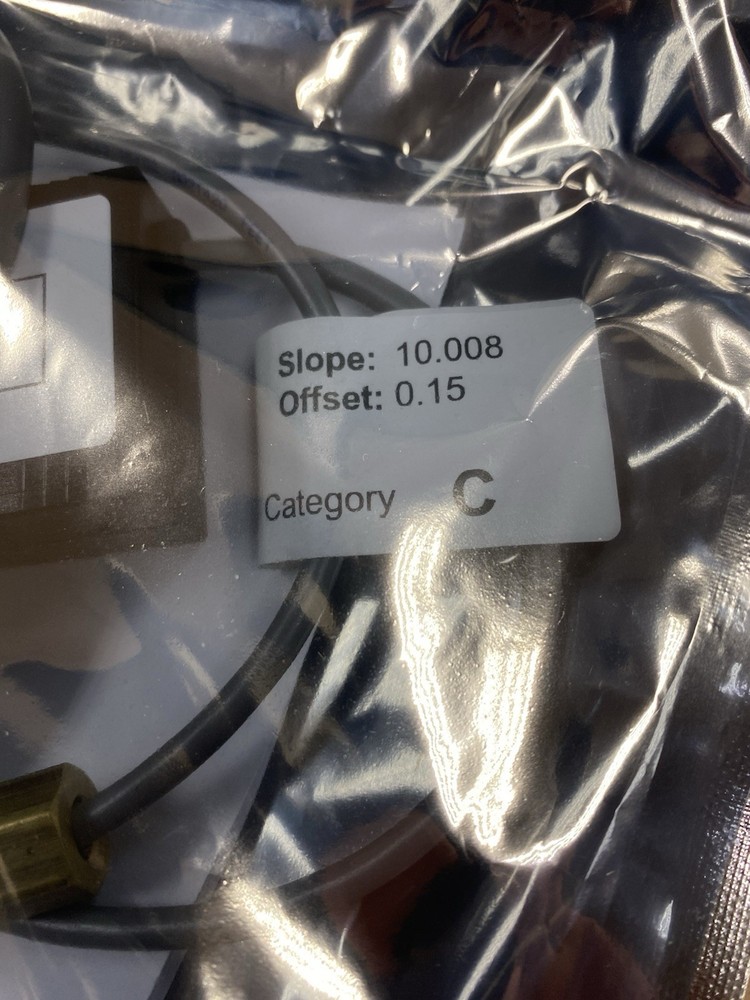 Slope: 10.008
Offset: 0.15
Category C